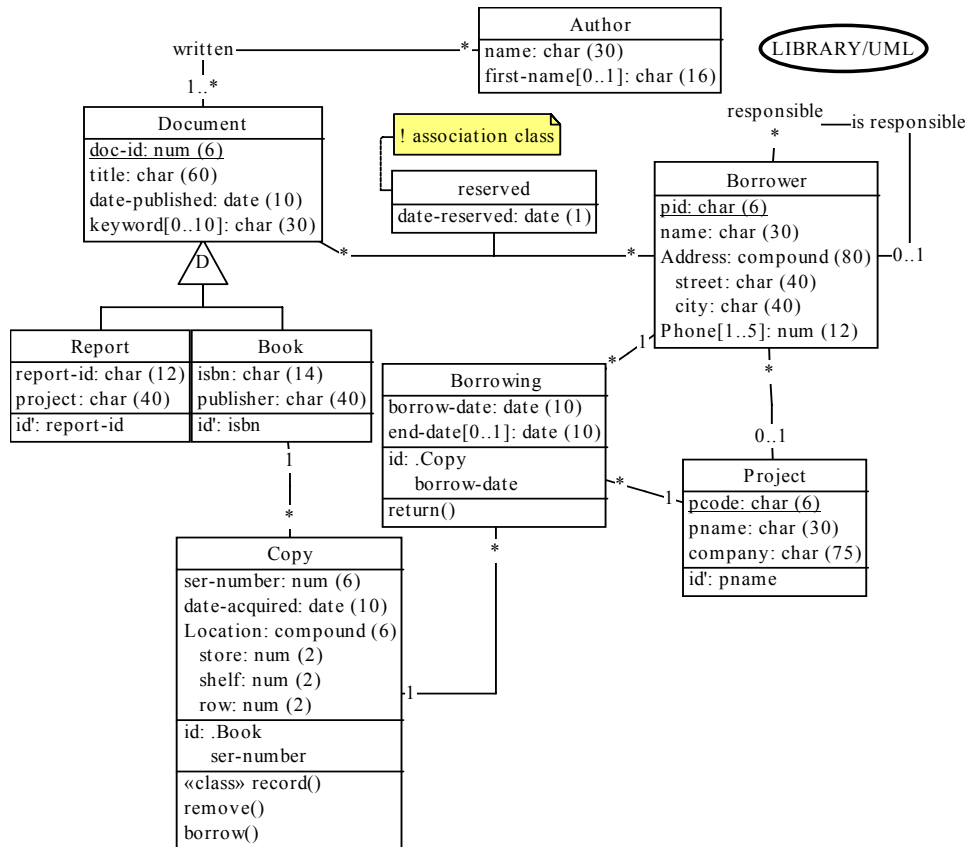 Author
name: char (30)
first-name[0..1]: char (16)
LIBRARY/UML
written
*
1..*
Document
doc-id: num (6)
title: char (60)
date-published: date (10)
keyword[0..10]: char (30)
! association class
reserved
date-reserved: date (1)
*
*
responsible
*
is responsible
0..1
Borrower
pid: char (6)
name: char (30)
Address: compound (80)
street: char (40)
city: char (40)
Phone[1..5]: num (12)
D
Report
report-id: char (12)
project: char (40)
id': report-id
Book
isbn: char (14)
publisher: char (40)
id': isbn
1
*
1
*
Borrowing
borrow-date: date (10)
end-date[0..1]: date (10)
id: .Copy
borrow-date
return()
*
0..1
*
1
Project
pcode: char (6)
pname: char (30)
company: char (75)
id': pname
*
1
Copy
ser-number: num (6)
date-acquired: date (10)
Location: compound (6)
store: num (2)
shelf: num (2)
row: num (2)
id: .Book
ser-number
«class» record()
remove()
borrow()